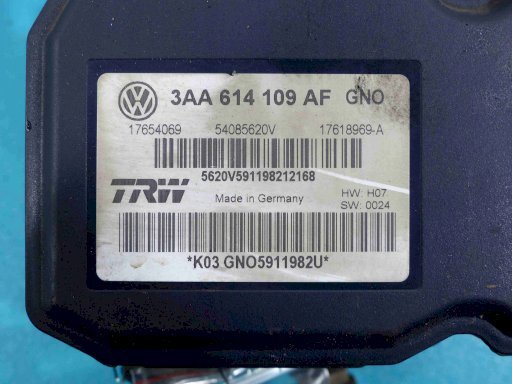 3AA 614 109 AF GNO
17654069 54085620V 17618969-A
5620V591198212168
TRW Made in Germany HW: H07
SW: 0024
*K03 GNO5911982U*